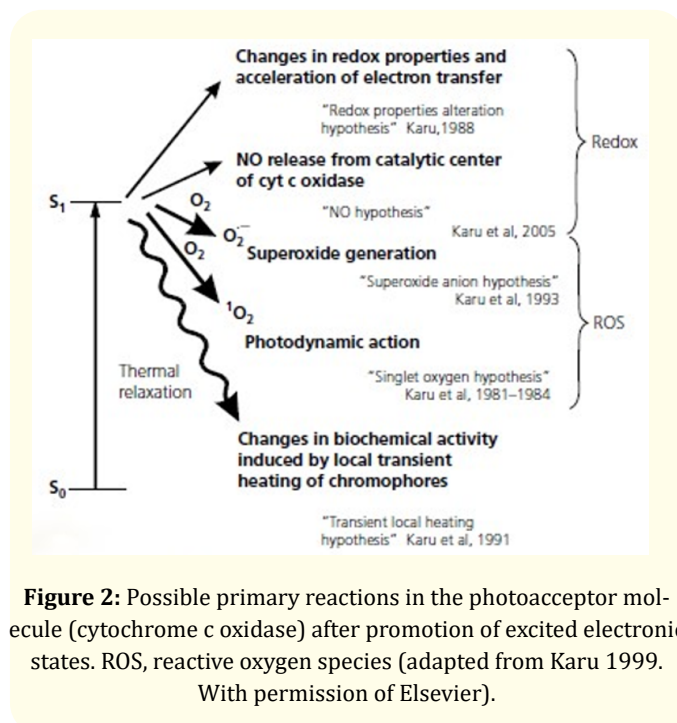 Changes in redox properties and
acceleration of electron transfer
"Redox properties alteration
hypothesis" Karu,1988
Redox
NO release from catalytic center
of cyt c oxidase
S₁
O₂
"NO hypothesis"
Karu et al, 2005
O₂·⁻
O₂
Superoxide generation
"Superoxide anion hypothesis"
Karu et al, 1993
¹O₂
ROS
Photodynamic action
Thermal
relaxation
"Singlet oxygen hypothesis"
Karu et al, 1981–1984
Changes in biochemical activity
induced by local transient
heating of chromophores
S₀
"Transient local heating
hypothesis" Karu et al, 1991
Figure 2: Possible primary reactions in the photoacceptor mol-
ecule (cytochrome c oxidase) after promotion of excited electronic
states. ROS, reactive oxygen species (adapted from Karu 1999.
With permission of Elsevier).